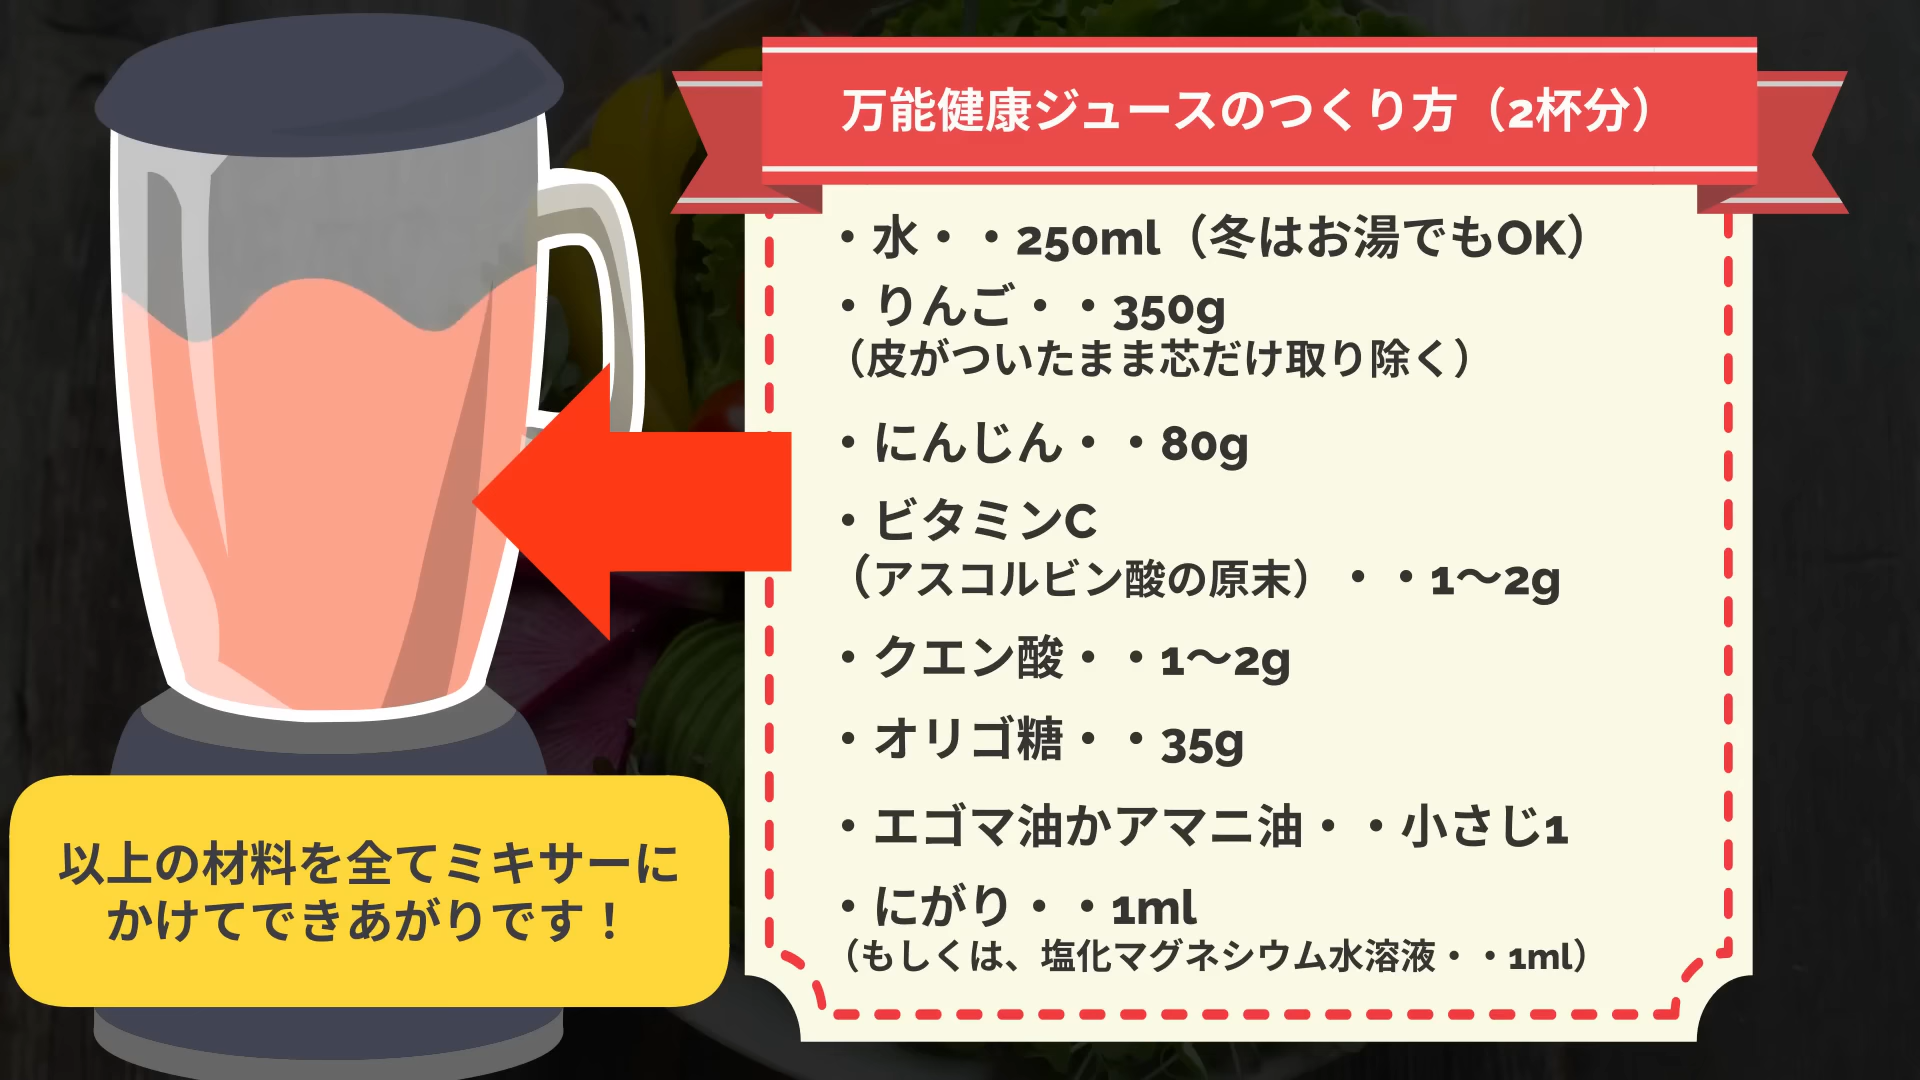 万能健康ジュースのつくり方（2杯分）
・水・・250ml（冬はお湯でもOK）
・りんご・・350g
（皮がついたまま芯だけ取り除く）
・にんじん・・80g
・ビタミンC
（アスコルビン酸の原末）・・1〜2g
・クエン酸・・1〜2g
・オリゴ糖・・35g
・エゴマ油かアマニ油・・小さじ1
・にがり・・1ml
（もしくは、塩化マグネシウム水溶液・・1ml）
以上の材料を全てミキサーに
かけてできあがりです！